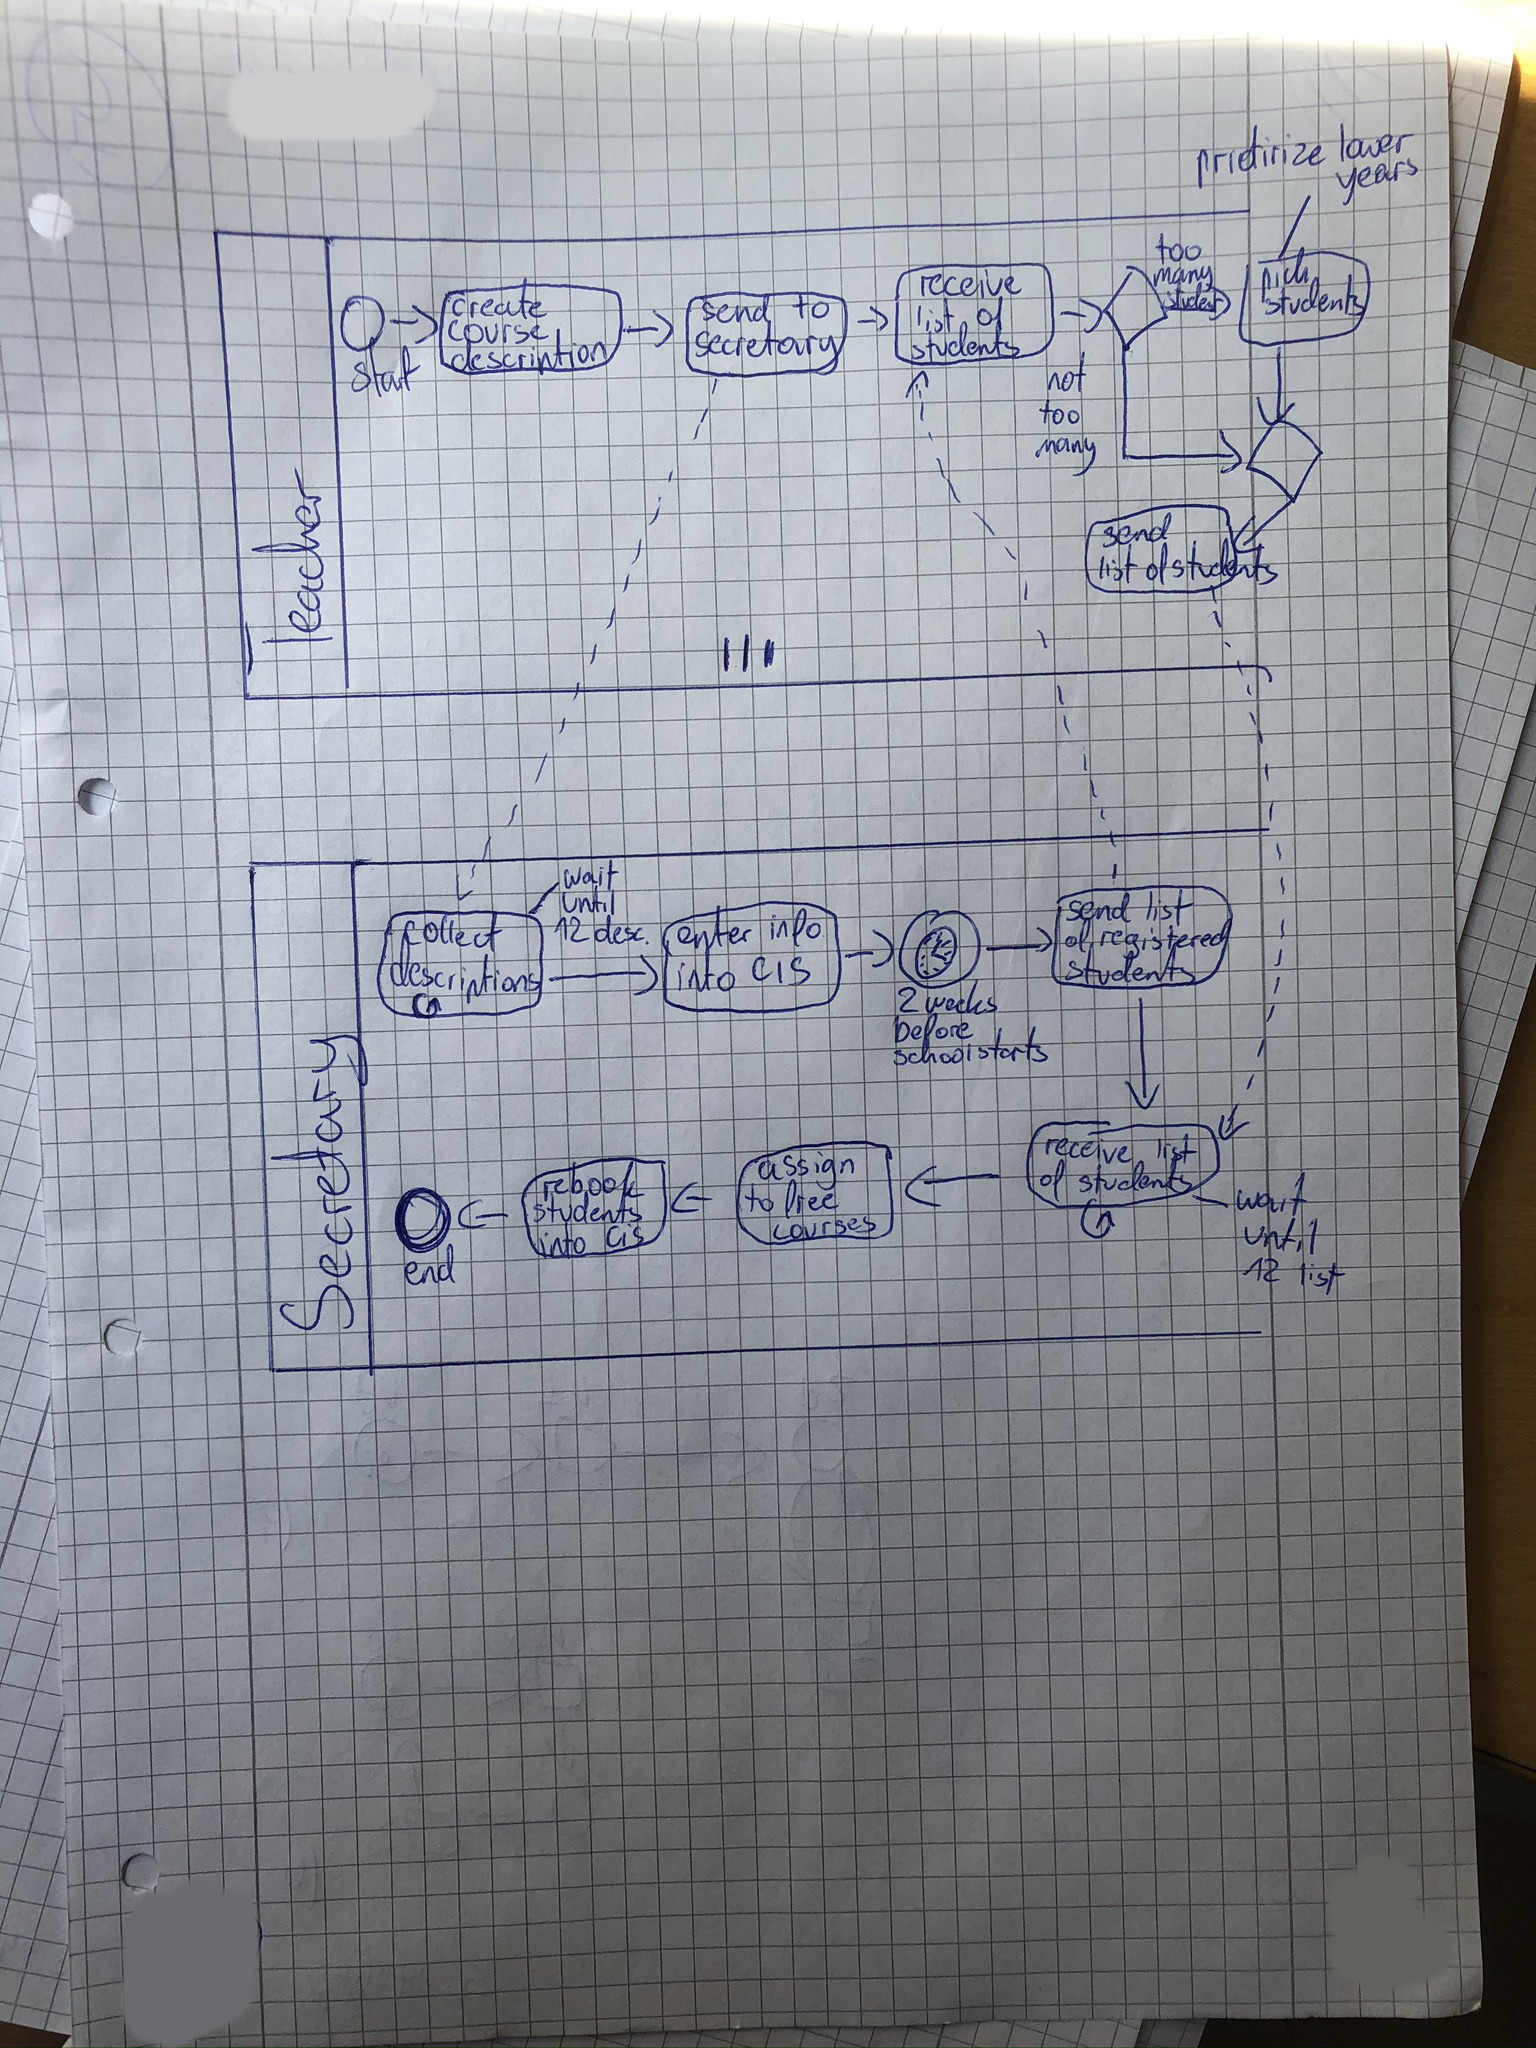 prietirize lower
years
Teacher
Start
create
course
description
send to
secretary
receive
list of
students
too
many
student
pick
students
not
too
many
send
list of students
Secretary
collect
descriptions
wait
until
12 desc.
enter info
into CIS
2 weeks
before
school starts
send list
of registered
students
receive list
of students
wait
until
12 list
assign
to free
courses
rebook
students
into CiS
end